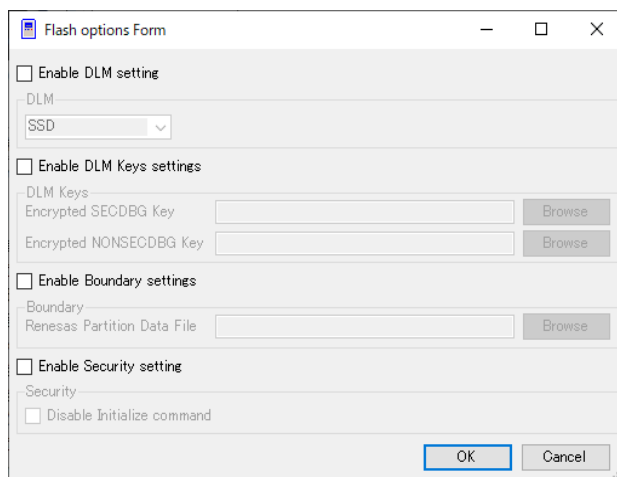 Flash options Form
Enable DLM setting
DLM
SSD
Enable DLM Keys settings
DLM Keys
Encrypted SECDBG Key Browse
Encrypted NONSECDBG Key Browse
Enable Boundary settings
Boundary
Renesas Partition Data File Browse
Enable Security setting
Security
Disable Initialize command
OK Cancel